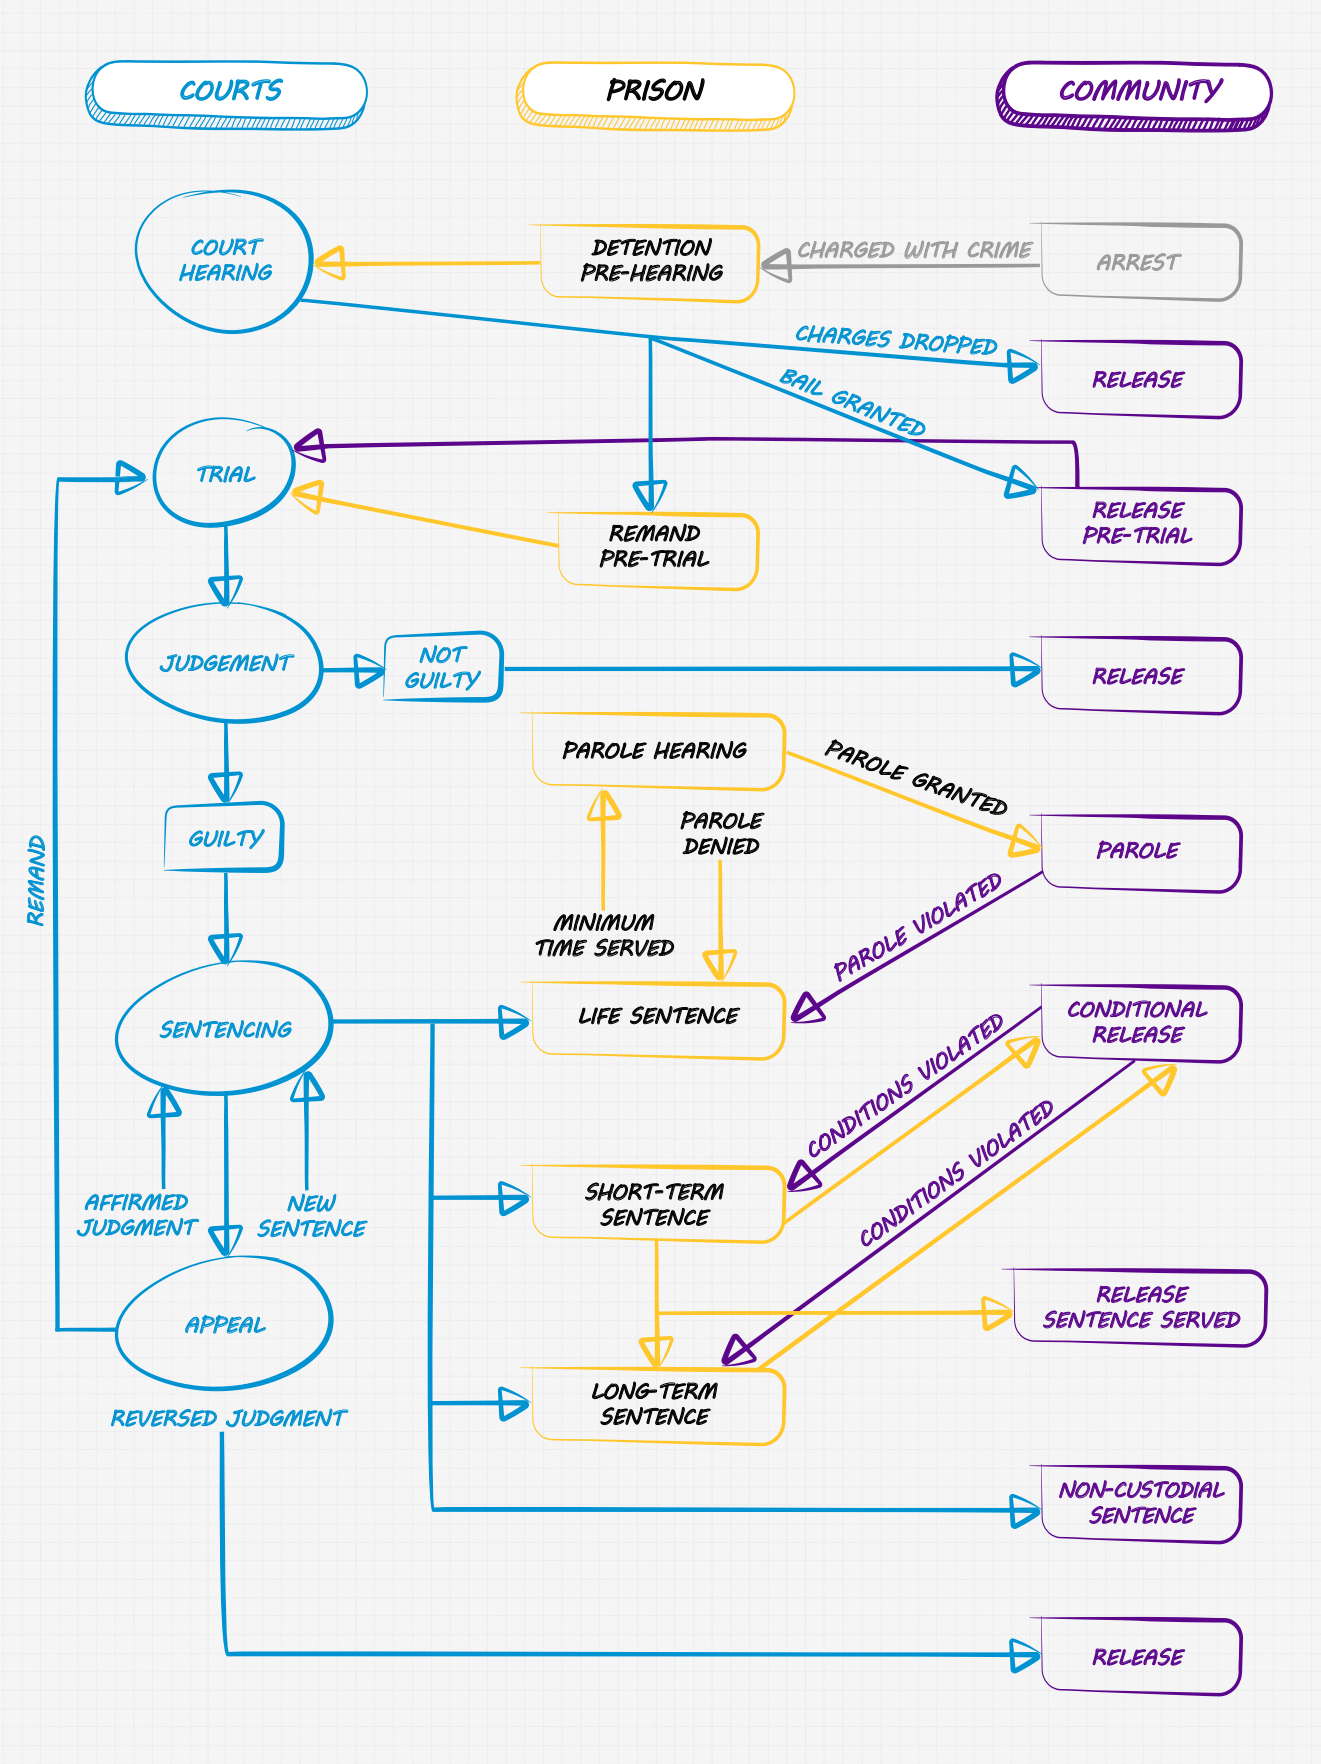 COURTS
PRISON
COMMUNITY
COURT
HEARING
DETENTION
PRE-HEARING
CHARGED WITH CRIME
ARREST
CHARGES DROPPED
RELEASE
BAIL GRANTED
TRIAL
REMAND
PRE-TRIAL
RELEASE
PRE-TRIAL
JUDGEMENT
NOT
GUILTY
RELEASE
PAROLE HEARING
PAROLE GRANTED
GUILTY
PAROLE
DENIED
PAROLE
REMAND
MINIMUM
TIME SERVED
PAROLE VIOLATED
SENTENCING
LIFE SENTENCE
CONDITIONAL
RELEASE
CONDITIONS VIOLATED
AFFIRMED
JUDGMENT
NEW
SENTENCE
SHORT-TERM
SENTENCE
CONDITIONS VIOLATED
APPEAL
RELEASE
SENTENCE SERVED
LONG-TERM
SENTENCE
REVERSED JUDGMENT
NON-CUSTODIAL
SENTENCE
RELEASE